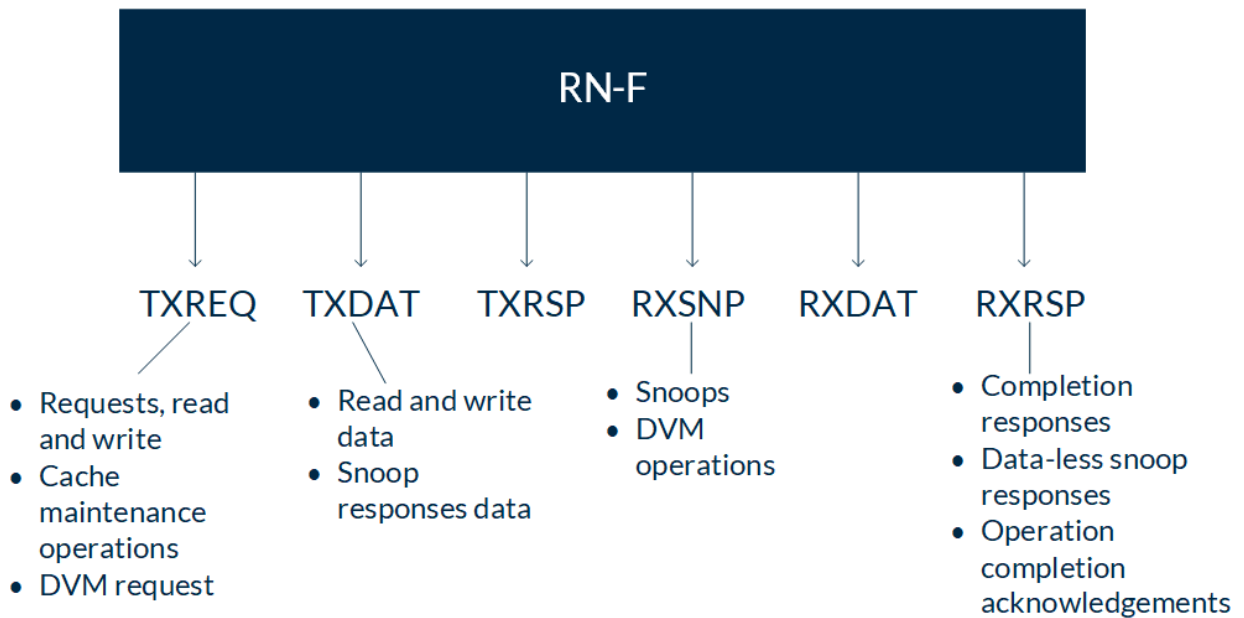 RN-F
TXREQ TXDAT TXRSP RXSNP RXDAT RXRSP
• Requests, read
and write
• Cache
maintenance
operations
• DVM request
• Read and write
data
• Snoop
responses data
• Snoops
• DVM
operations
• Completion
responses
• Data-less snoop
responses
• Operation
completion
acknowledgements